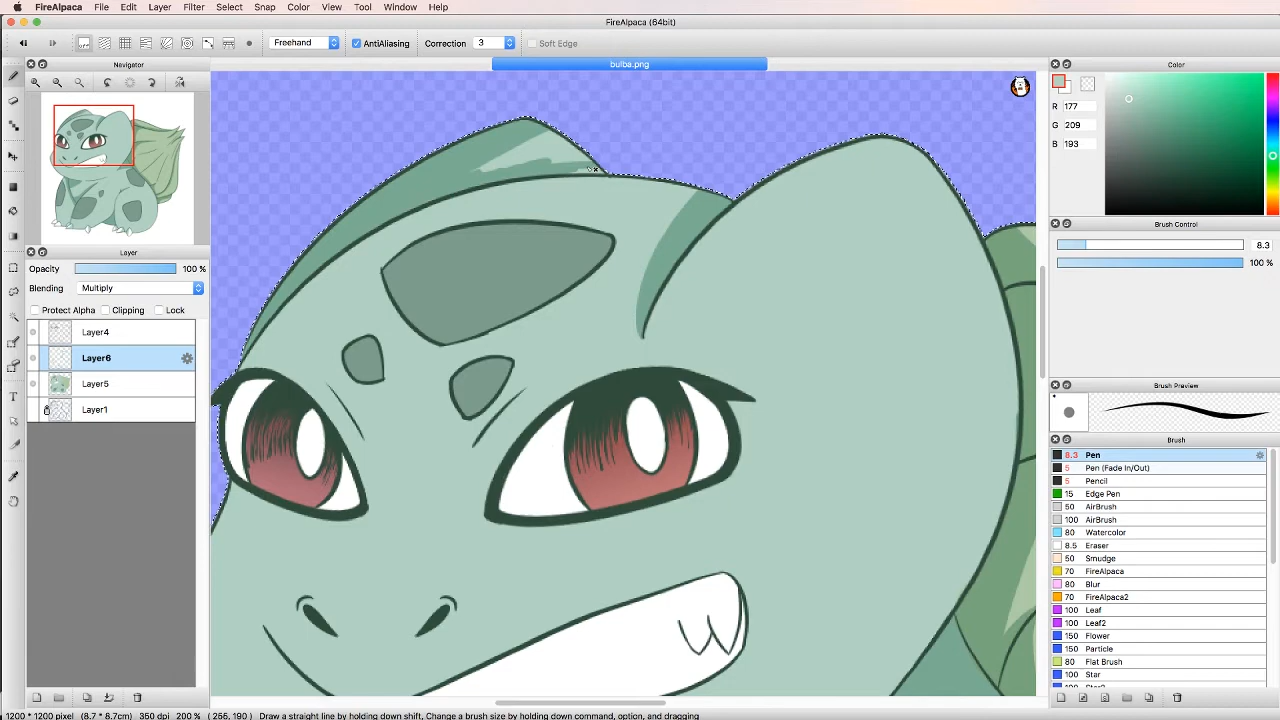 FireAlpaca File Edit Layer Filter Select Snap Color View Tool Window Help
FireAlpaca (64bit)
Freehand AntiAliasing Correction 3 Soft Edge
Navigator
bulba.png
Color
R 177
G 209
B 193
Brush Control
8.3
100 %
Layer
Opacity 100 %
Blending Multiply
Protect Alpha Clipping Lock
Layer4
Layer6
Layer5
Layer1
Brush Preview
Brush
8.3 Pen
5 Pen (Fade In/Out)
5 Pencil
15 Edge Pen
50 AirBrush
100 AirBrush
80 Watercolor
8.5 Eraser
50 Smudge
70 FireAlpaca
80 Blur
70 FireAlpaca2
100 Leaf
100 Leaf2
150 Flower
150 Particle
80 Flat Brush
150 Star
1200 * 1200 pixel (8.7 * 8.7cm) 350 dpi 200 % ( 255, 190 ) Draw a straight line by holding down shift, Change a brush size by holding down command, option, and dragging